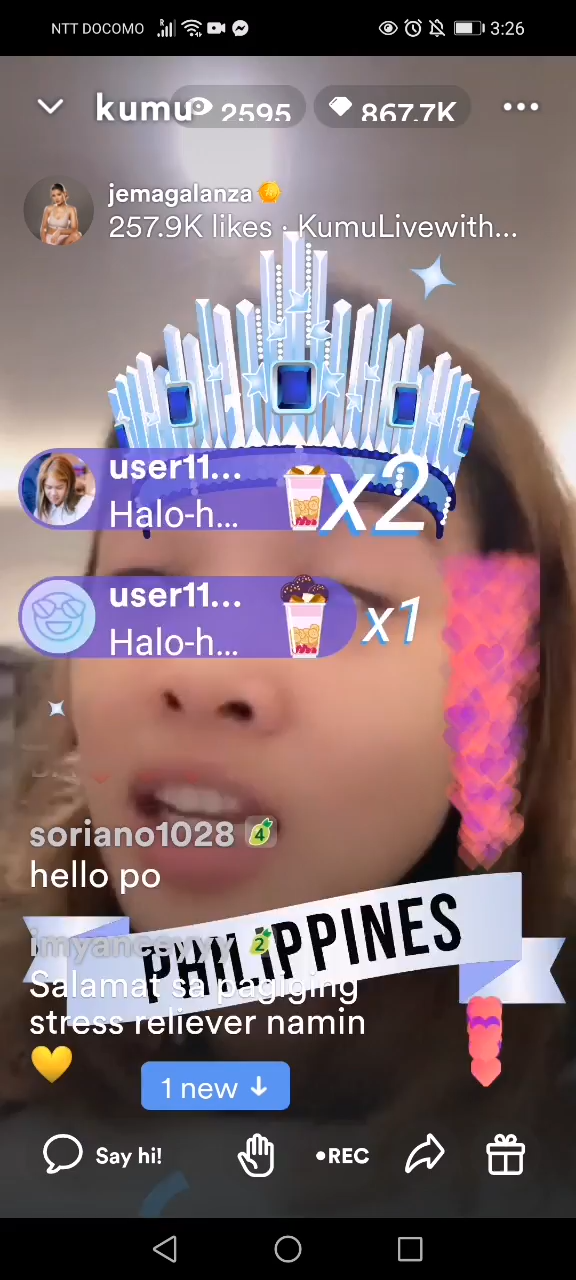 NTT DOCOMO
3:26
kumu 2595 867.7K
jemagalanza
257.9K likes · KumuLivewith...
user11...
Halo-h...
x2
user11...
Halo-h...
x1
soriano1028 4
hello po
PHILIPPINES
2
Salamat sa pagiging
stress reliever namin
1 new
Say hi!
•REC